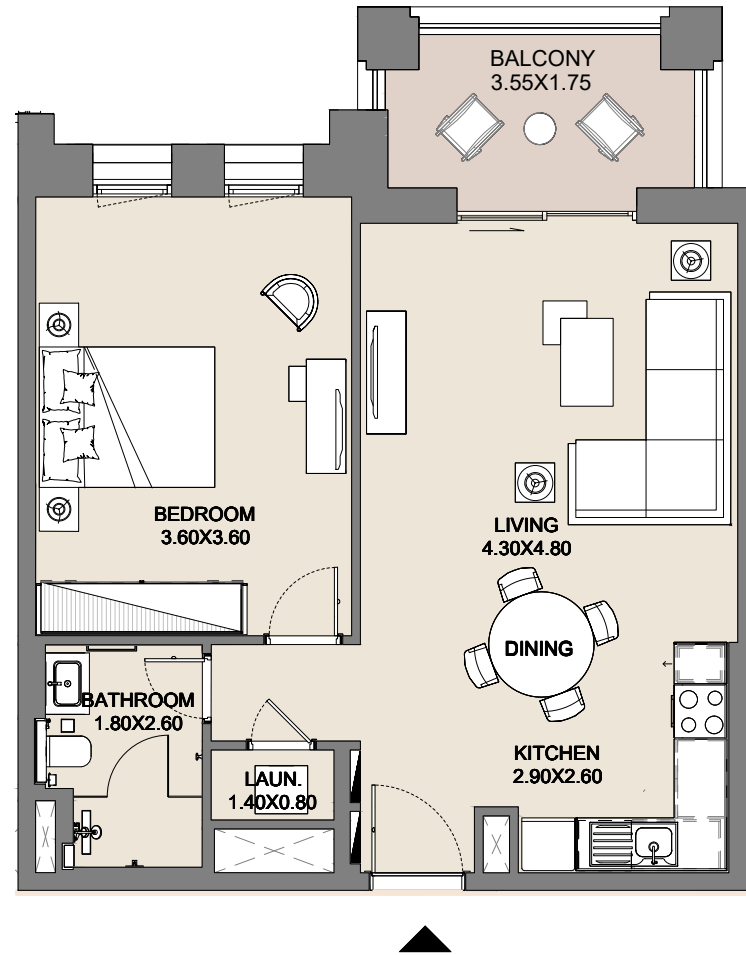 BALCONY
3.55X1.75
BEDROOM
3.60X3.60
LIVING
4.30X4.80
DINING
BATHROOM
1.80X2.60
KITCHEN
2.90X2.60
LAUN.
1.40X0.80